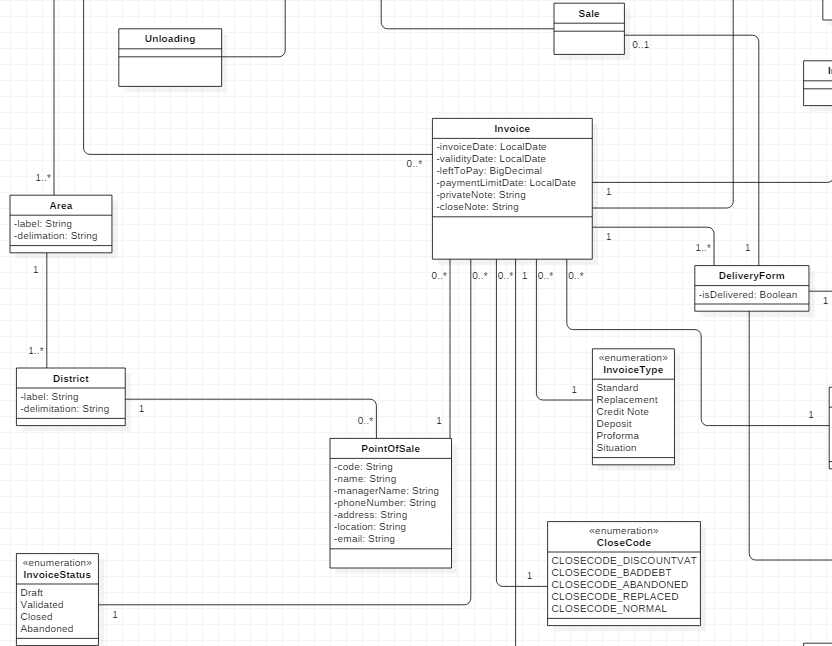 Sale
0..1
Unloading
I
Invoice
-invoiceDate: LocalDate
-validityDate: LocalDate
-leftToPay: BigDecimal
-paymentLimitDate: LocalDate
-privateNote: String
-closeNote: String
0..*
1
1
1..*
1
1..*
Area
-label: String
-delimation: String
1
1..*
DeliveryForm
-isDelivered: Boolean
1
0..*
0..*
0..*
1
0..*
0..*
District
-label: String
-delimitation: String
1
0..*
1
«enumeration»
InvoiceType
Standard
Replacement
Credit Note
Deposit
Proforma
Situation
1
1
PointOfSale
-code: String
-name: String
-managerName: String
-phoneNumber: String
-address: String
-location: String
-email: String
«enumeration»
CloseCode
CLOSECODE_DISCOUNTVAT
CLOSECODE_BADDEBT
CLOSECODE_ABANDONED
CLOSECODE_REPLACED
CLOSECODE_NORMAL
1
«enumeration»
InvoiceStatus
Draft
Validated
Closed
Abandoned
1